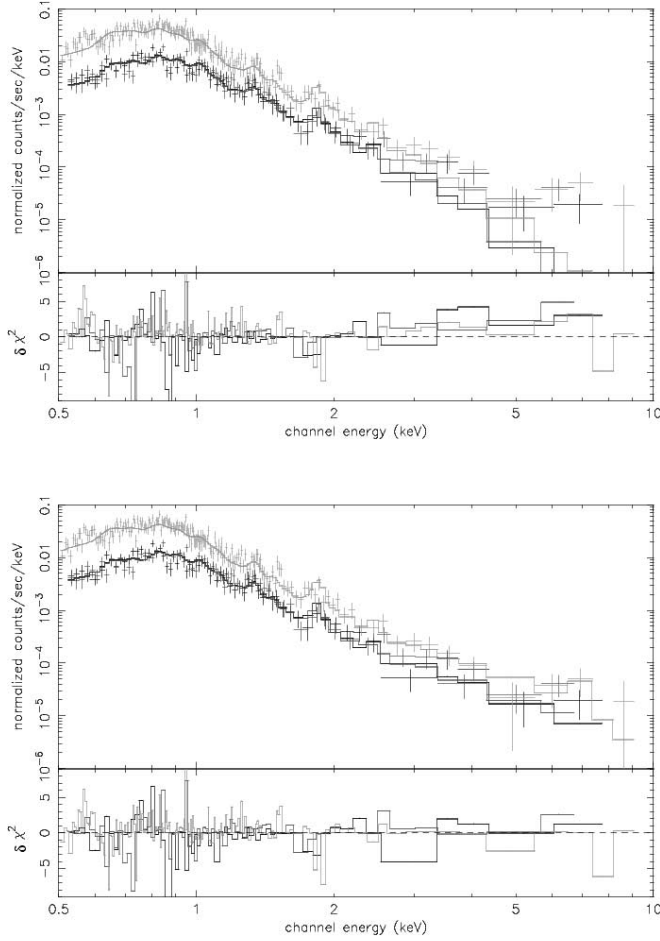 0.1
0.01
10⁻³
10⁻⁴
10⁻⁵
10⁻⁶
normalized counts/sec/keV
5
0
−5
δ χ²
0.5 1 2 5 10
channel energy (keV)
0.1
0.01
10⁻³
10⁻⁴
10⁻⁵
10⁻⁶
normalized counts/sec/keV
5
0
−5
δ χ²
0.5 1 2 5 10
channel energy (keV)